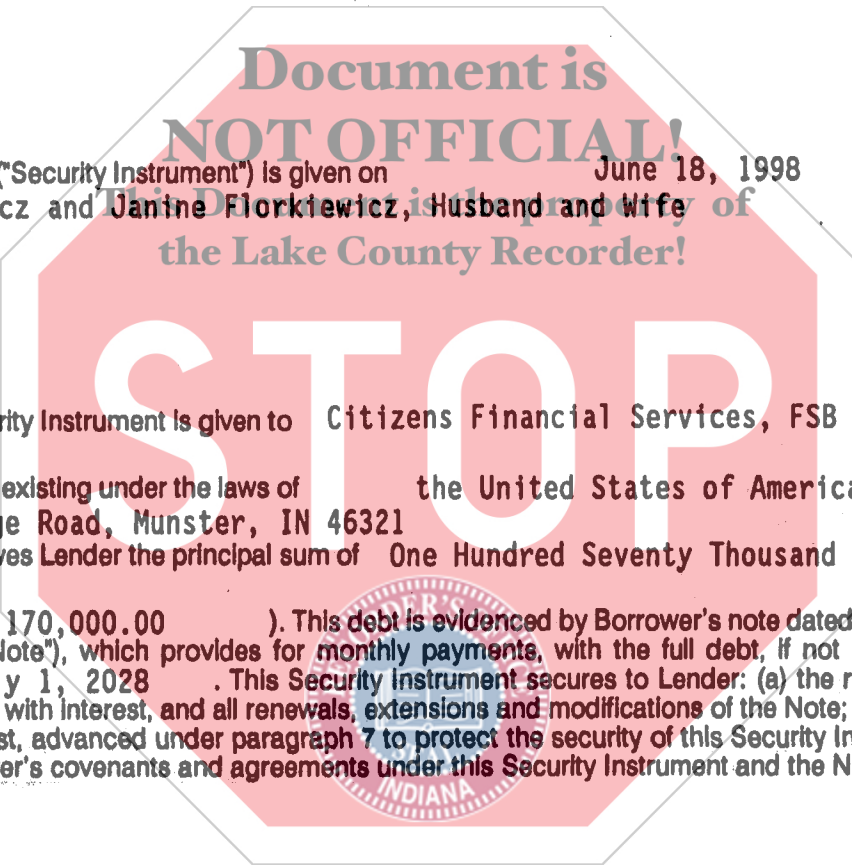 Document is
NOT OFFICIAL!
("Security Instrument") is given on June 18, 1998
This Document is the property of
cz and Janine Florkiewicz, Husband and Wife
the Lake County Recorder!
STOP
rity Instrument is given to Citizens Financial Services, FSB
existing under the laws of the United States of America
ge Road, Munster, IN 46321
ves Lender the principal sum of One Hundred Seventy Thousand
170,000.00 ). This debt is evidenced by Borrower's note dated
Note"), which provides for monthly payments, with the full debt, if not
y 1, 2028 . This Security Instrument secures to Lender: (a) the r
with interest, and all renewals, extensions and modifications of the Note;
st, advanced under paragraph 7 to protect the security of this Security In
er's covenants and agreements under this Security Instrument and the N
INDIANA